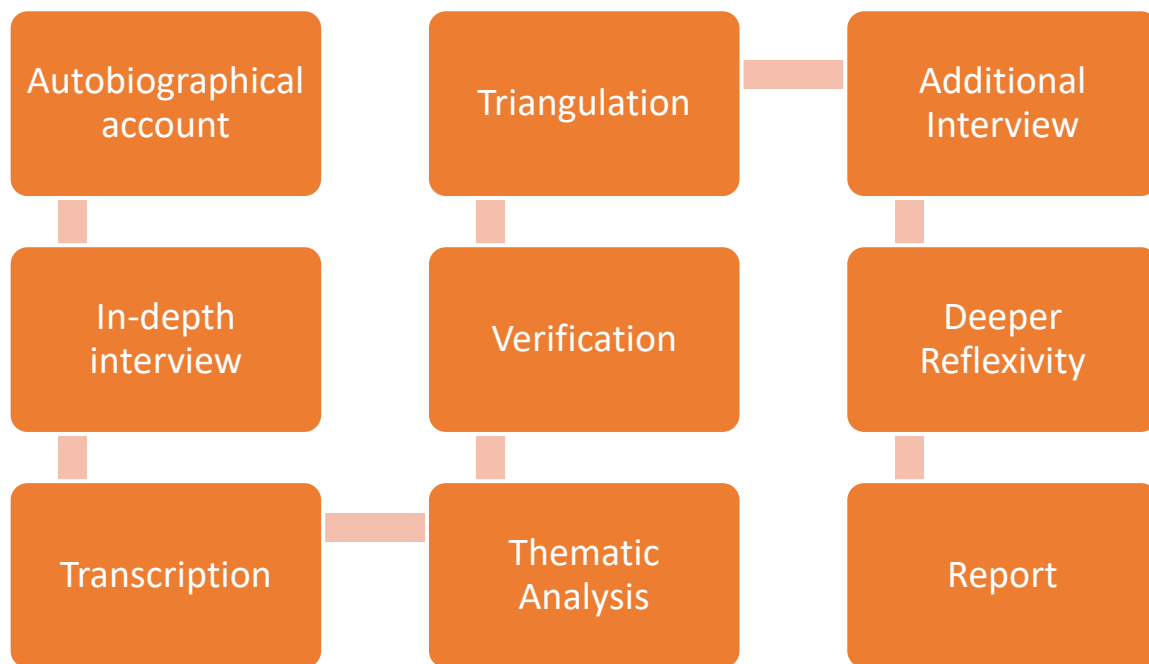 Autobiographical
account
In-depth
interview
Transcription
Thematic
Analysis
Verification
Triangulation
Additional
Interview
Deeper
Reflexivity
Report